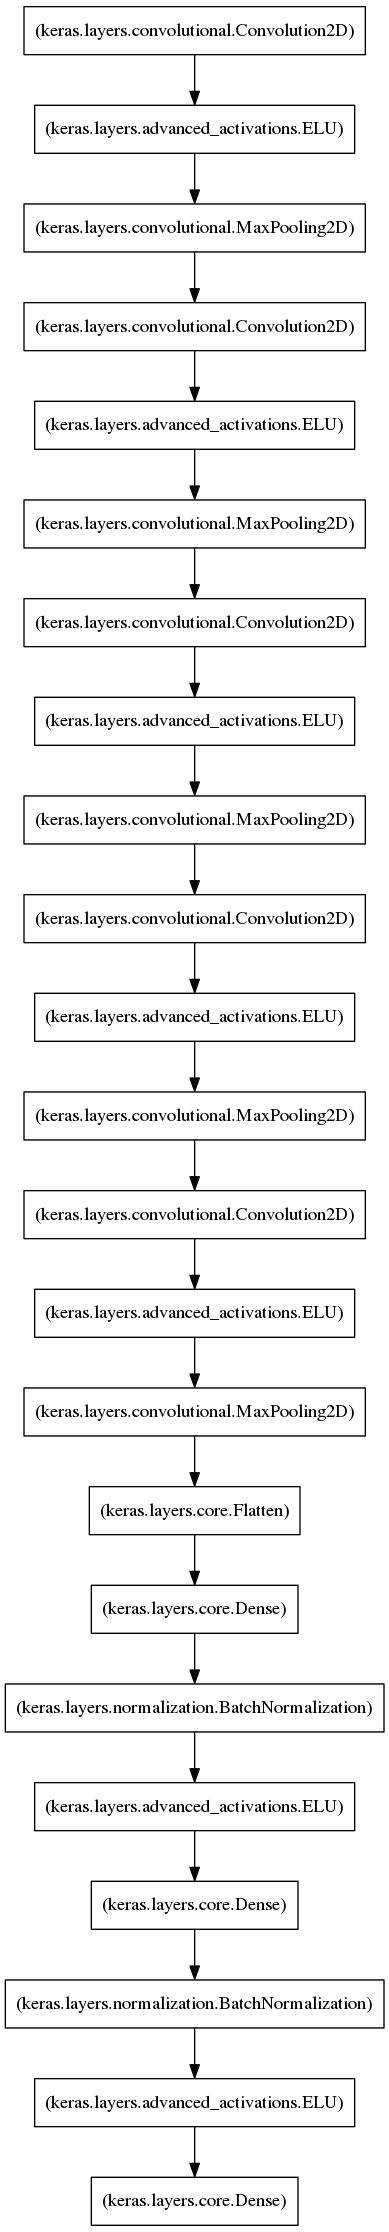 (keras.layers.convolutional.Convolution2D)
(keras.layers.advanced_activations.ELU)
(keras.layers.convolutional.MaxPooling2D)
(keras.layers.convolutional.Convolution2D)
(keras.layers.advanced_activations.ELU)
(keras.layers.convolutional.MaxPooling2D)
(keras.layers.convolutional.Convolution2D)
(keras.layers.advanced_activations.ELU)
(keras.layers.convolutional.MaxPooling2D)
(keras.layers.convolutional.Convolution2D)
(keras.layers.advanced_activations.ELU)
(keras.layers.convolutional.MaxPooling2D)
(keras.layers.convolutional.Convolution2D)
(keras.layers.advanced_activations.ELU)
(keras.layers.convolutional.MaxPooling2D)
(keras.layers.core.Flatten)
(keras.layers.core.Dense)
(keras.layers.normalization.BatchNormalization)
(keras.layers.advanced_activations.ELU)
(keras.layers.core.Dense)
(keras.layers.normalization.BatchNormalization)
(keras.layers.advanced_activations.ELU)
(keras.layers.core.Dense)